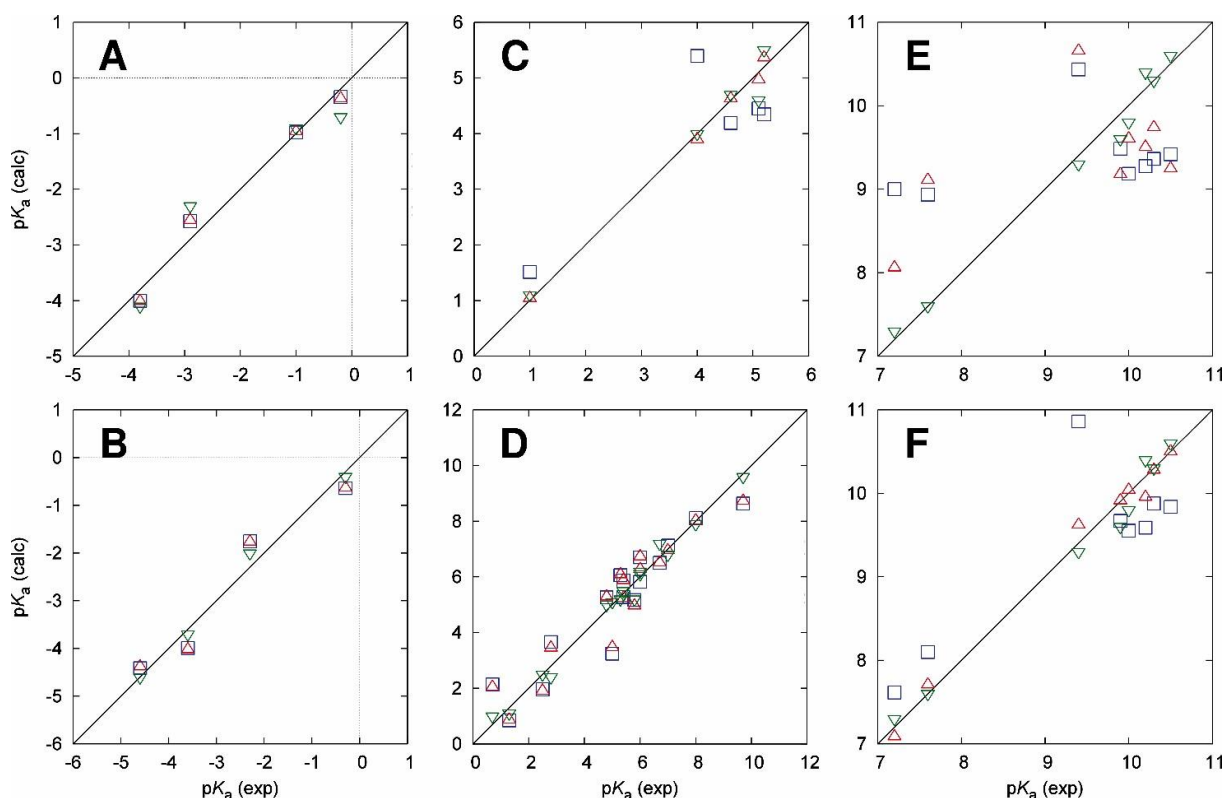 A
1
0
-1
-2
-3
-4
-5
-5 -4 -3 -2 -1 0 1
pKa (calc)
C
6
5
4
3
2
1
0
0 1 2 3 4 5 6
E
11
10
9
8
7
7 8 9 10 11
B
1
0
-1
-2
-3
-4
-5
-6
-6 -5 -4 -3 -2 -1 0 1
pKa (calc)
pKa (exp)
D
12
10
8
6
4
2
0
0 2 4 6 8 10 12
pKa (exp)
F
11
10
9
8
7
7 8 9 10 11
pKa (exp)